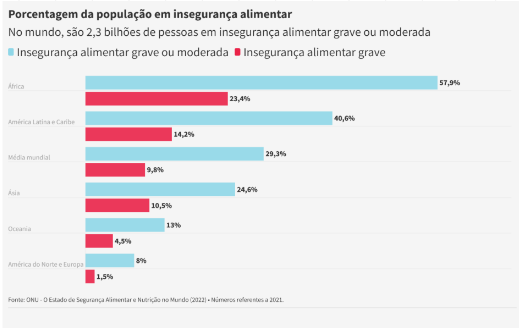 Porcentagem da população em insegurança alimentar
No mundo, são 2,3 bilhões de pessoas em insegurança alimentar grave ou moderada
Insegurança alimentar grave ou moderada Insegurança alimentar grave
África
57,9%
23,4%
América Latina e Caribe
40,6%
14,2%
Média mundial
29,3%
9,8%
Ásia
24,6%
10,5%
Oceania
13%
4,5%
América do Norte e Europa
8%
1,5%
Fonte: ONU - O Estado de Segurança Alimentar e Nutrição no Mundo (2022) • Números referentes a 2021.